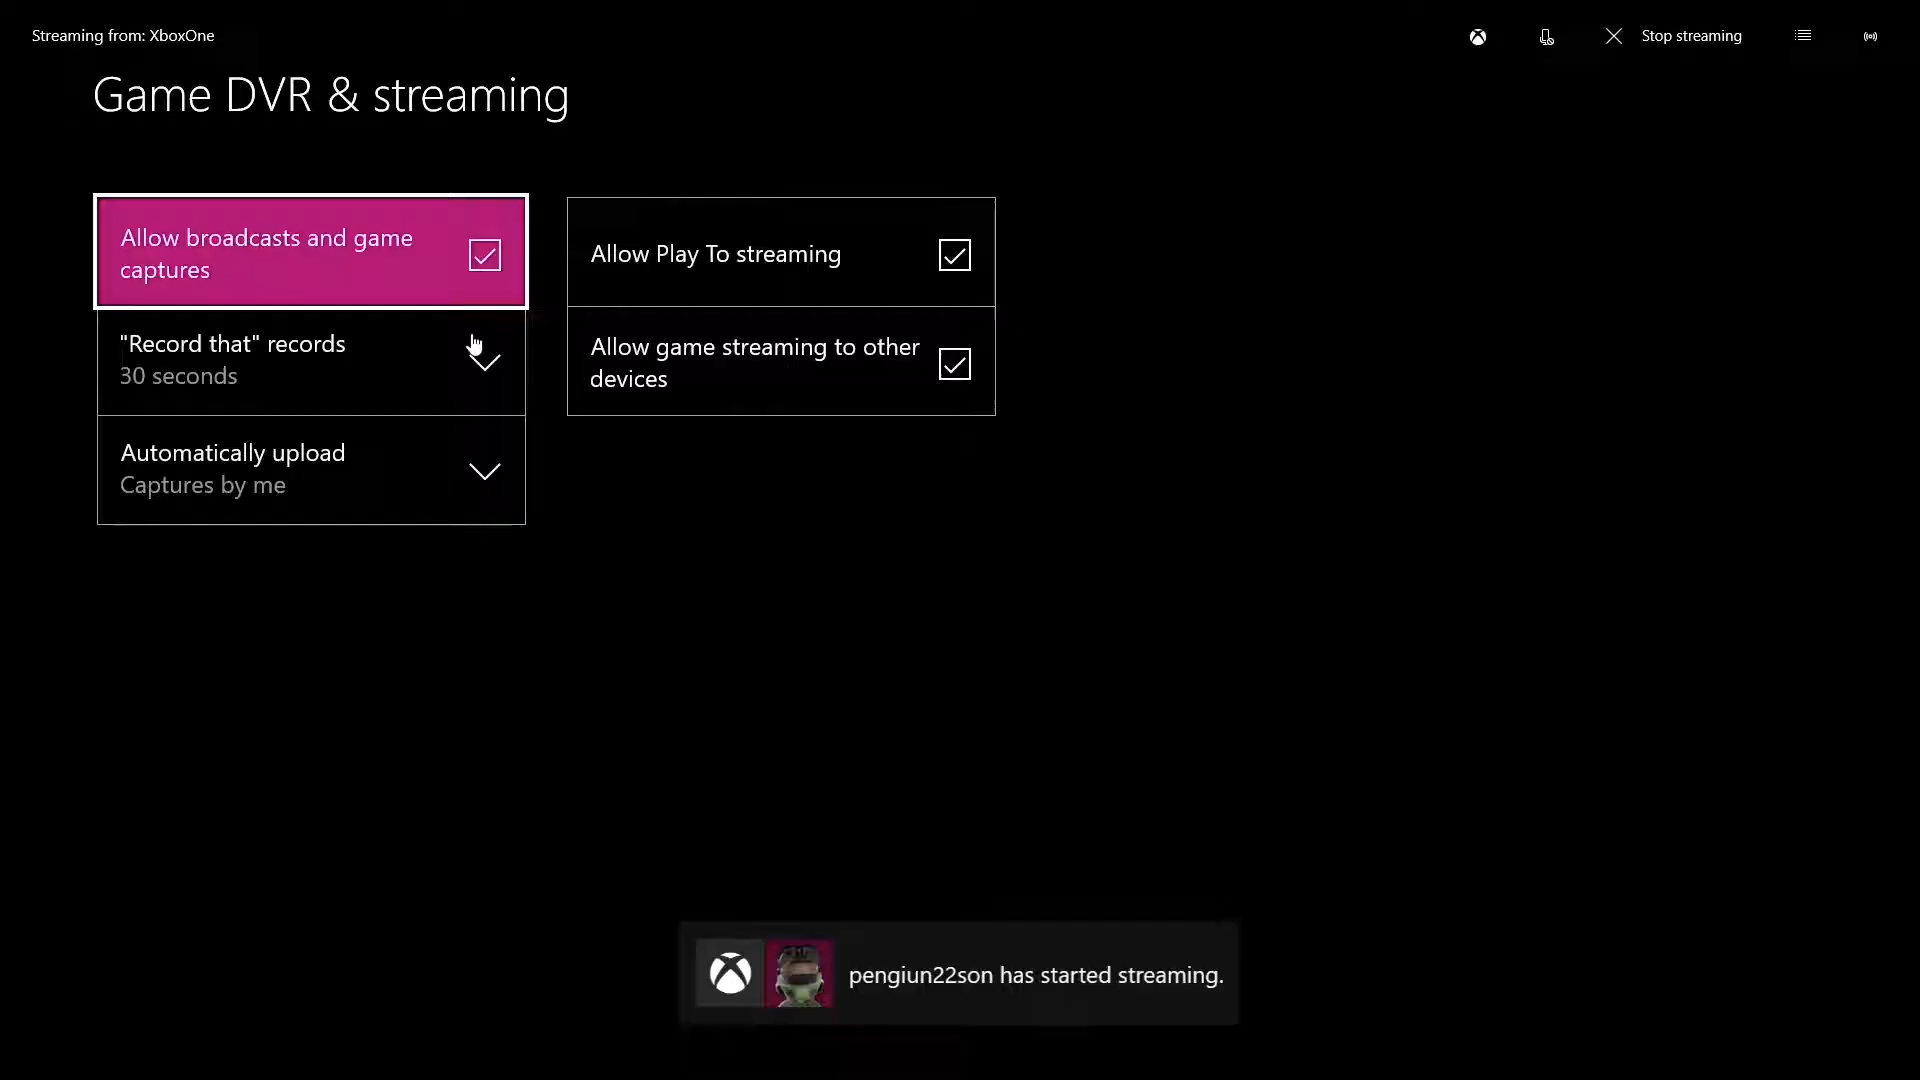 Streaming from: XboxOne
Stop streaming
Game DVR & streaming
Allow broadcasts and game
captures
"Record that" records
30 seconds
Automatically upload
Captures by me
Allow Play To streaming
Allow game streaming to other
devices
pengiun22son has started streaming.